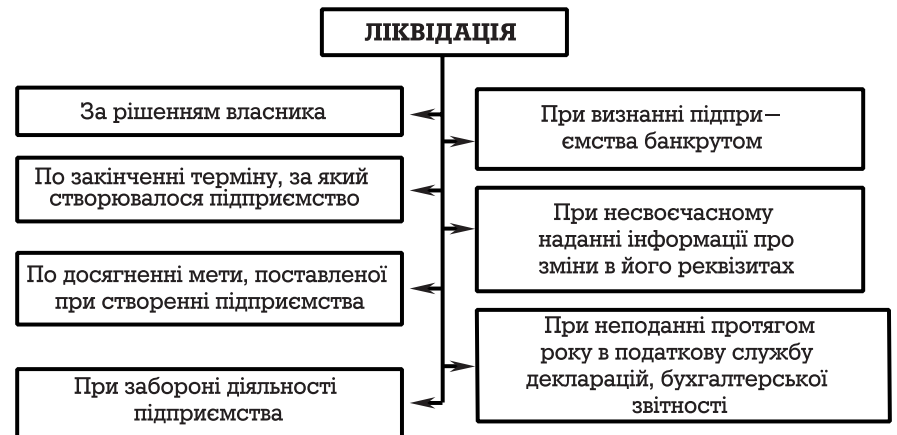 ЛІКВІДАЦІЯ
За рішенням власника
По закінченні терміну, за який
створювалося підприємство
По досягненні мети, поставленої
при створенні підприємства
При забороні діяльності
підприємства
При визнанні підпри–
ємства банкрутом
При несвоєчасному
наданні інформації про
зміни в його реквізитах
При неподанні протягом
року в податкову службу
декларацій, бухгалтерської
звітності